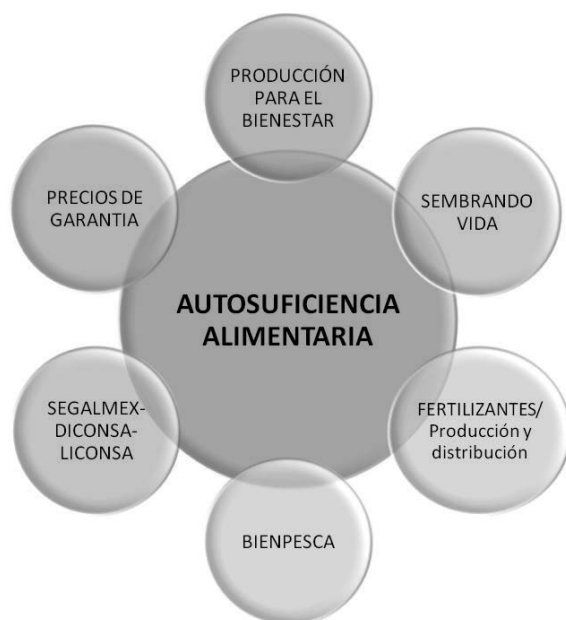 PRODUCCIÓN
PARA EL
BIENESTAR
PRECIOS DE
GARANTIA
SEMBRANDO
VIDA
AUTOSUFICIENCIA
ALIMENTARIA
SEGALMEX-
DICONSA-
LICONSA
FERTILIZANTES/
Producción y
distribución
BIENPESCA